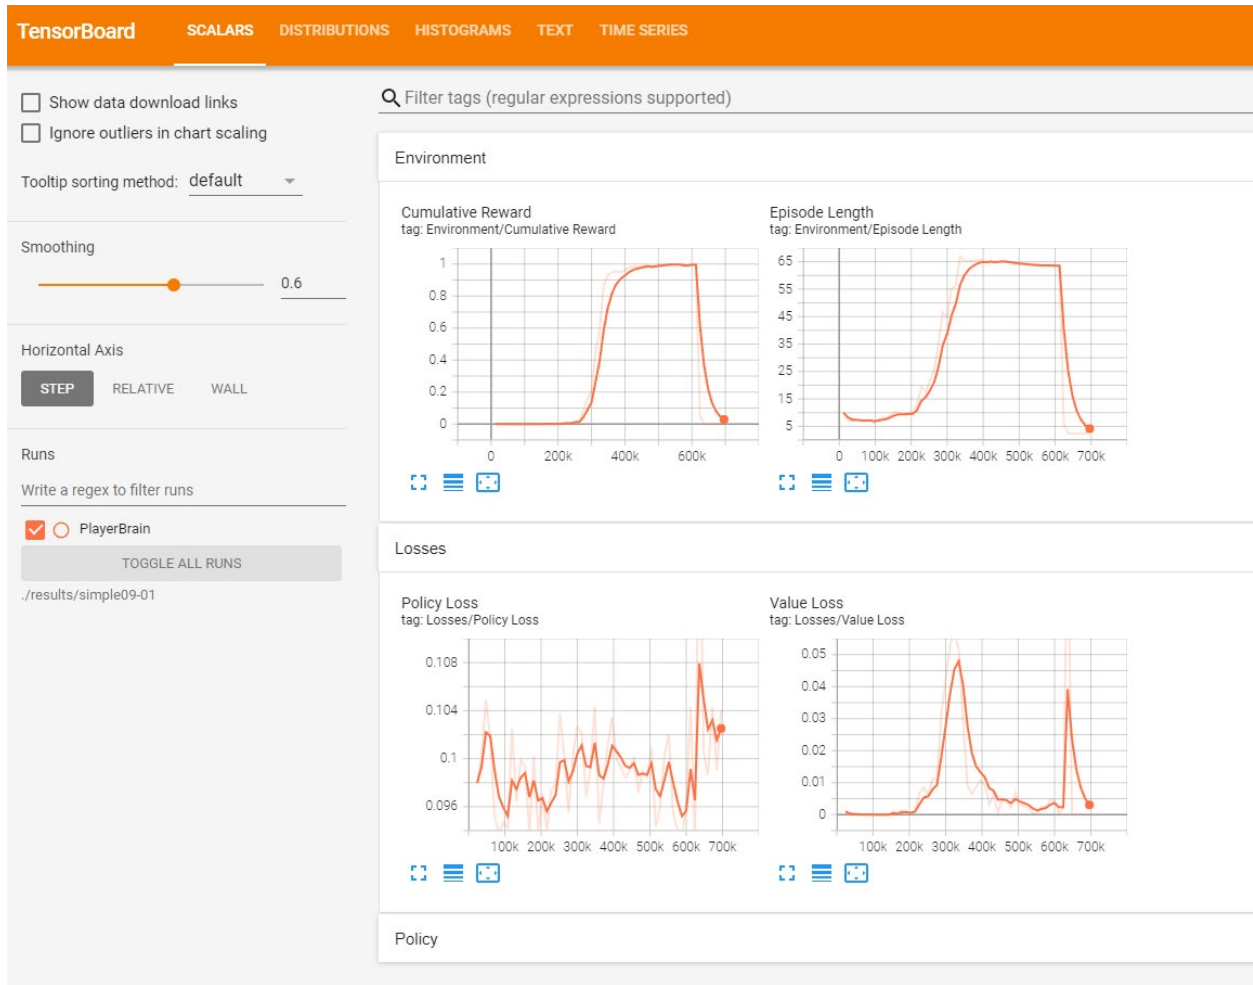 TensorBoard SCALARS DISTRIBUTIONS HISTOGRAMS TEXT TIME SERIES
Show data download links
Ignore outliers in chart scaling
Tooltip sorting method: default
Smoothing
0.6
Horizontal Axis
STEP RELATIVE WALL
Runs
Write a regex to filter runs
PlayerBrain
TOGGLE ALL RUNS
./results/simple09-01
Filter tags (regular expressions supported)
Environment
Cumulative Reward
tag: Environment/Cumulative Reward
1
0.8
0.6
0.4
0.2
0
0 200k 400k 600k
Episode Length
tag: Environment/Episode Length
65
55
45
35
25
15
5
0 100k 200k 300k 400k 500k 600k 700k
Losses
Policy Loss
tag: Losses/Policy Loss
0.108
0.104
0.1
0.096
100k 200k 300k 400k 500k 600k 700k
Value Loss
tag: Losses/Value Loss
0.05
0.04
0.03
0.02
0.01
0
100k 200k 300k 400k 500k 600k 700k
Policy